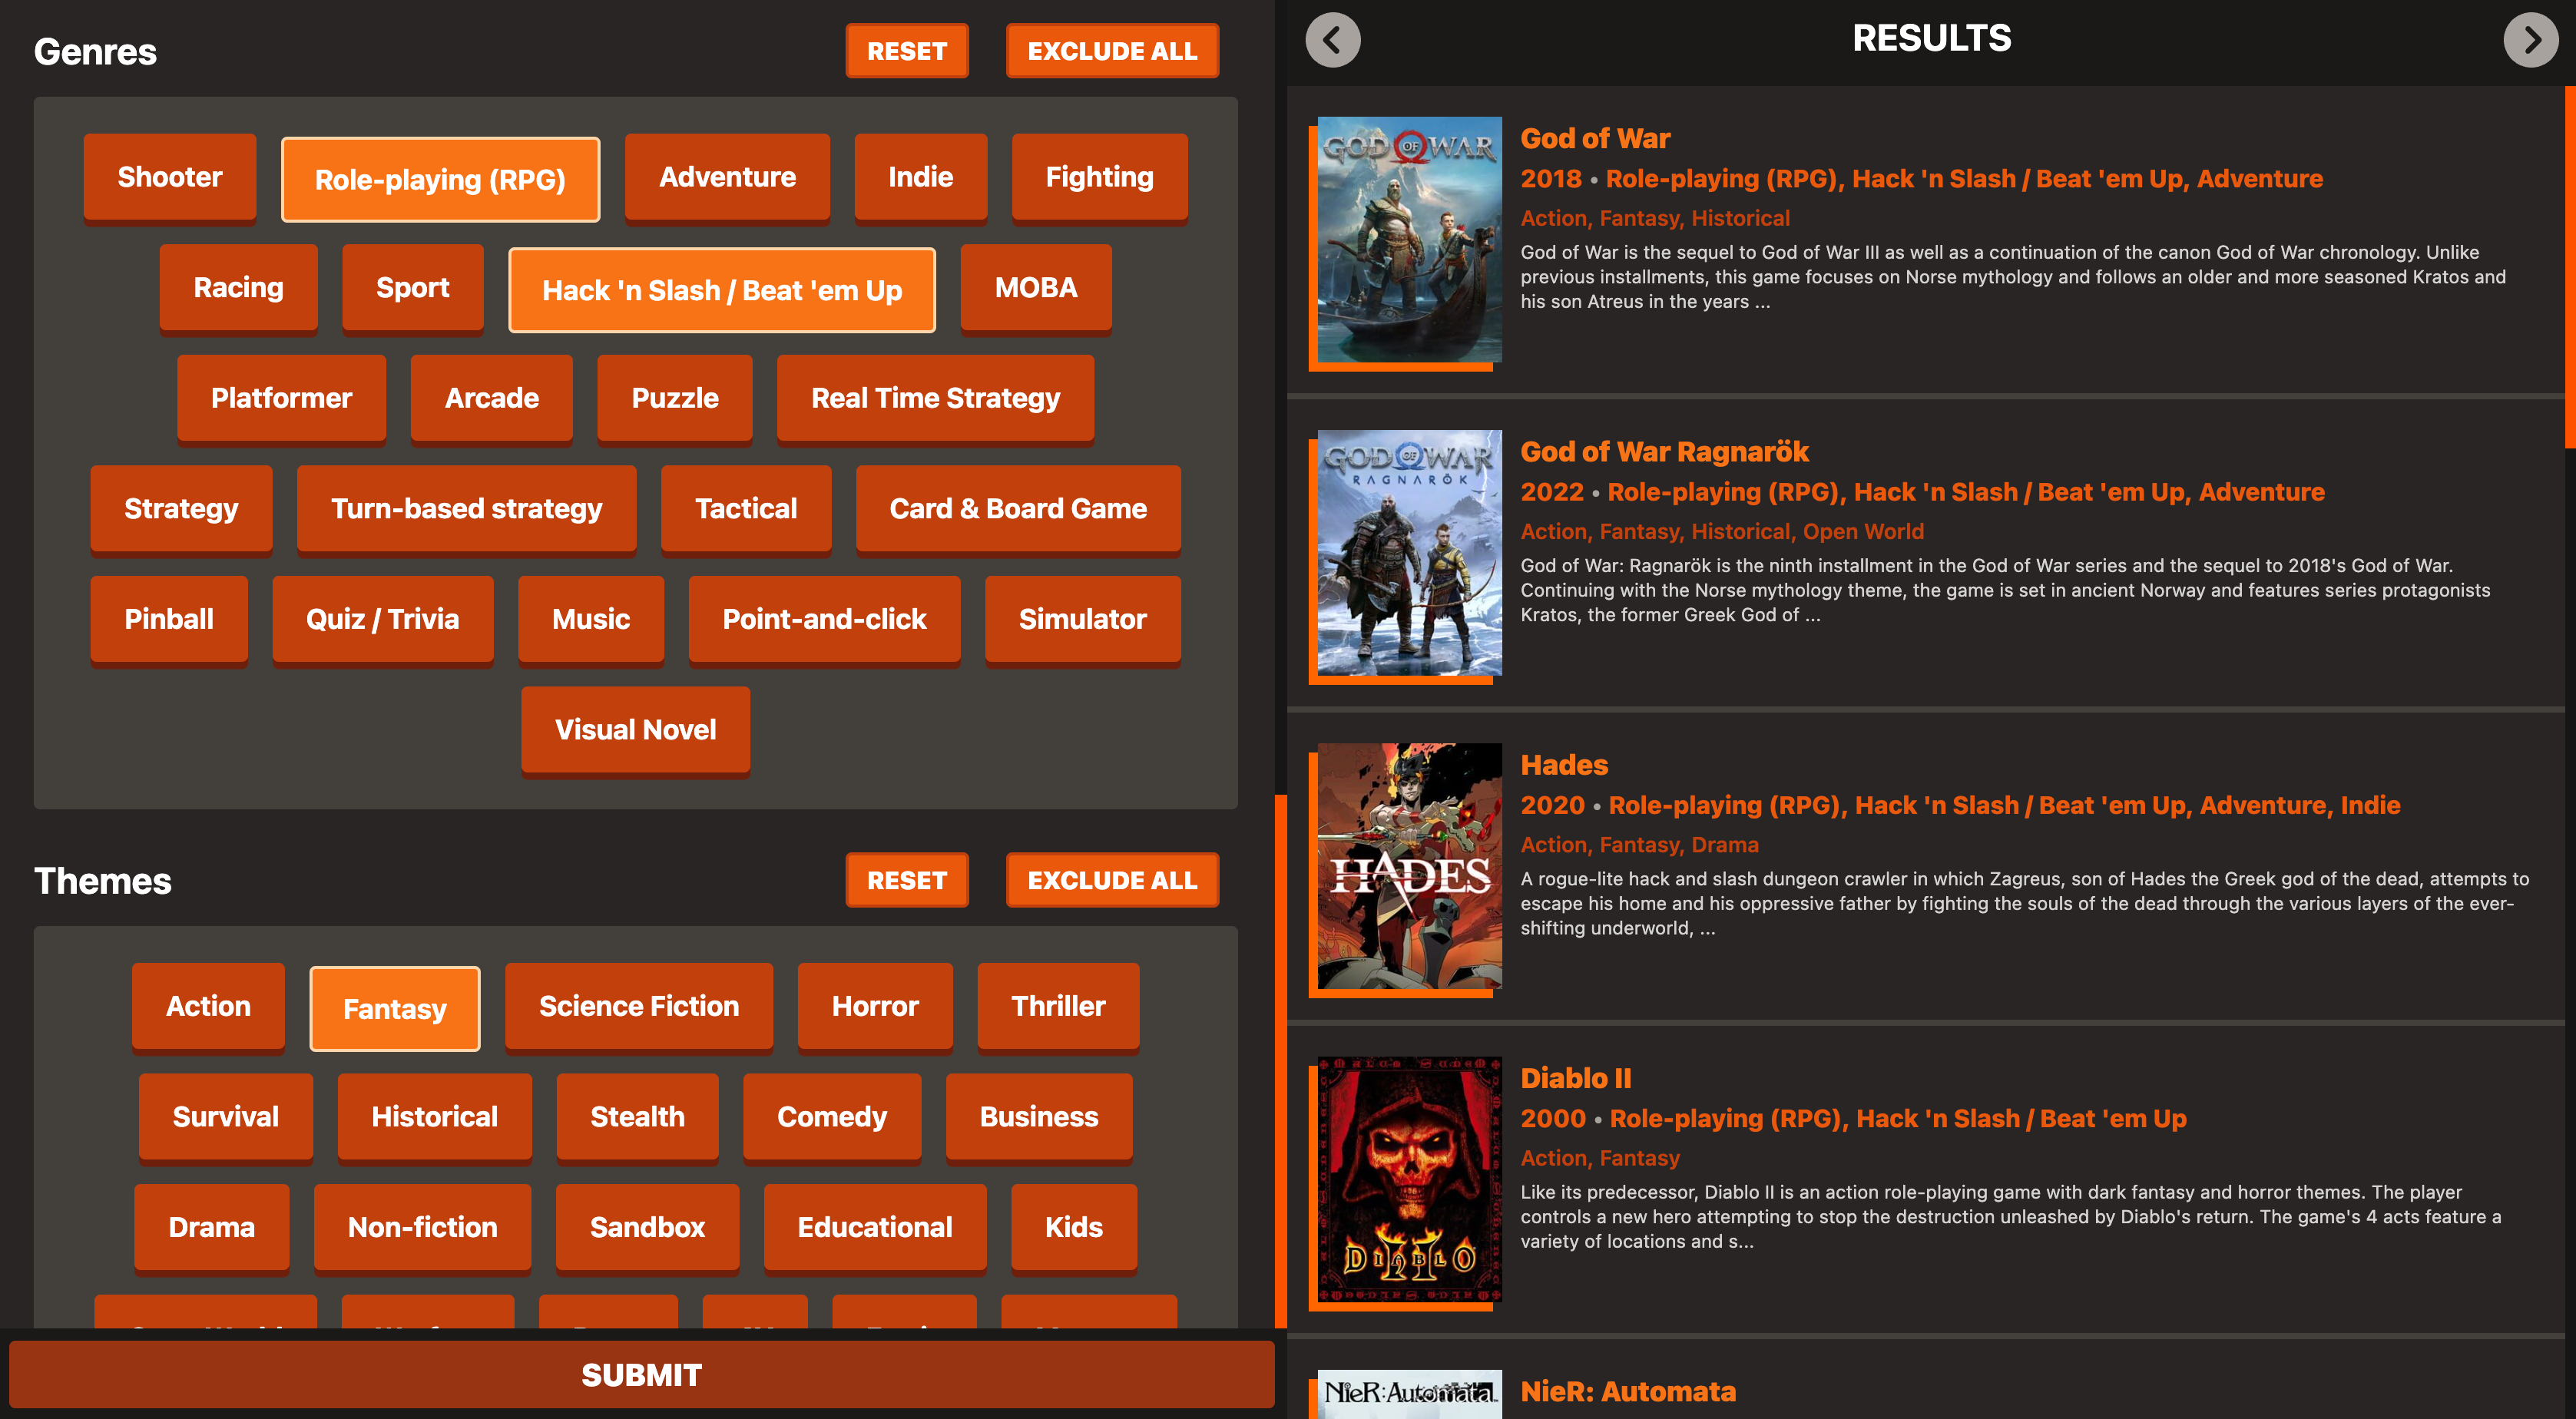 Genres
RESET
EXCLUDE ALL
Shooter
Role-playing (RPG)
Adventure
Indie
Fighting
Racing
Sport
Hack 'n Slash / Beat 'em Up
MOBA
Platformer
Arcade
Puzzle
Real Time Strategy
Strategy
Turn-based strategy
Tactical
Card & Board Game
Pinball
Quiz / Trivia
Music
Point-and-click
Simulator
Visual Novel
Themes
RESET
EXCLUDE ALL
Action
Fantasy
Science Fiction
Horror
Thriller
Survival
Historical
Stealth
Comedy
Business
Drama
Non-fiction
Sandbox
Educational
Kids
SUBMIT
RESULTS
GOD OF WAR
God of War
2018 • Role-playing (RPG), Hack 'n Slash / Beat 'em Up, Adventure
Action, Fantasy, Historical
God of War is the sequel to God of War III as well as a continuation of the canon God of War chronology. Unlike
previous installments, this game focuses on Norse mythology and follows an older and more seasoned Kratos and
his son Atreus in the years ...
GOD OF WAR
RAGNARÖK
God of War Ragnarök
2022 • Role-playing (RPG), Hack 'n Slash / Beat 'em Up, Adventure
Action, Fantasy, Historical, Open World
God of War: Ragnarök is the ninth installment in the God of War series and the sequel to 2018's God of War.
Continuing with the Norse mythology theme, the game is set in ancient Norway and features series protagonists
Kratos, the former Greek God of ...
HADES
Hades
2020 • Role-playing (RPG), Hack 'n Slash / Beat 'em Up, Adventure, Indie
Action, Fantasy, Drama
A rogue-lite hack and slash dungeon crawler in which Zagreus, son of Hades the Greek god of the dead, attempts to
escape his home and his oppressive father by fighting the souls of the dead through the various layers of the ever-
shifting underworld, ...
DIABLO II
Diablo II
2000 • Role-playing (RPG), Hack 'n Slash / Beat 'em Up
Action, Fantasy
Like its predecessor, Diablo II is an action role-playing game with dark fantasy and horror themes. The player
controls a new hero attempting to stop the destruction unleashed by Diablo's return. The game's 4 acts feature a
variety of locations and s...
NieR:Automata
NieR: Automata